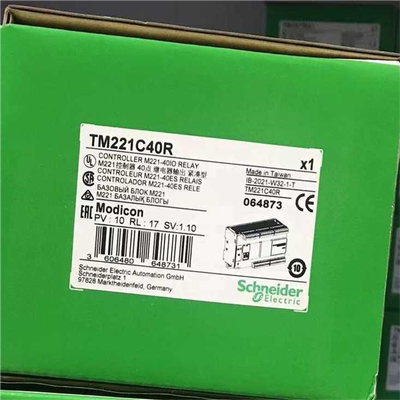 TM221C40R
x1
CONTROLLER M221-40IO RELAY
M221控制器 40点 继电器输出 紧凑型
CONTROLEUR M221-40ES RELAIS
CONTROLADOR M221-40ES RELE
БАЗОВЫЙ БЛОК M221
M221 БАЗАЛЫҚ БЛОГЫ
Made in Taiwan
IB-2021-W32-1-T
TM221C40R
064873
Modicon
PV : 10 RL : 17 SV:1.10
3 606480 648731
10
Schneider Electric Automation GmbH
Schneiderplatz 1
97828 Marktheidenfeld, Germany
Schneider
Electric